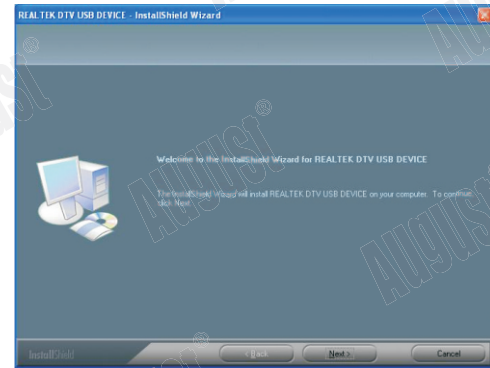 REALTEK DTV USB DEVICE - InstallShield Wizard
Welcome to the InstallShield Wizard for REALTEK DTV USB DEVICE
The InstallShield Wizard will install REALTEK DTV USB DEVICE on your computer. To continue,
click Next.
InstallShield
< Back
Next >
Cancel
August®
August®
August®
August®